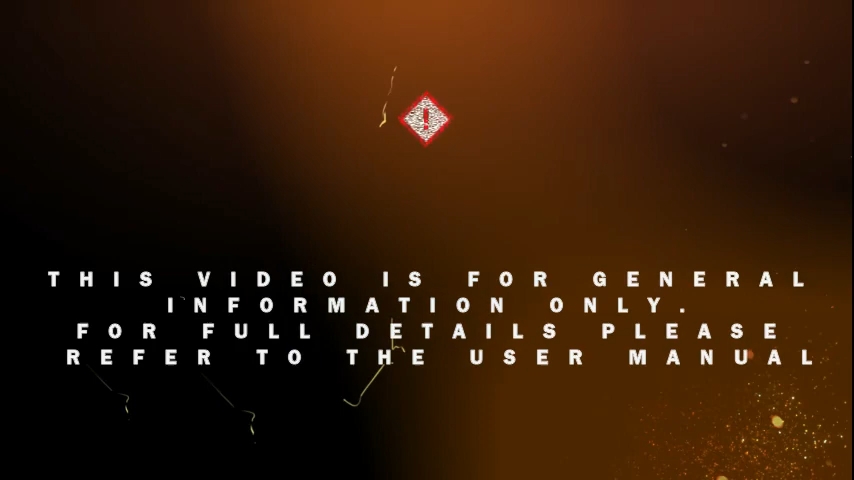 !
THIS VIDEO IS FOR GENERAL
INFORMATION ONLY.
FOR FULL DETAILS PLEASE
REFER TO THE USER MANUAL